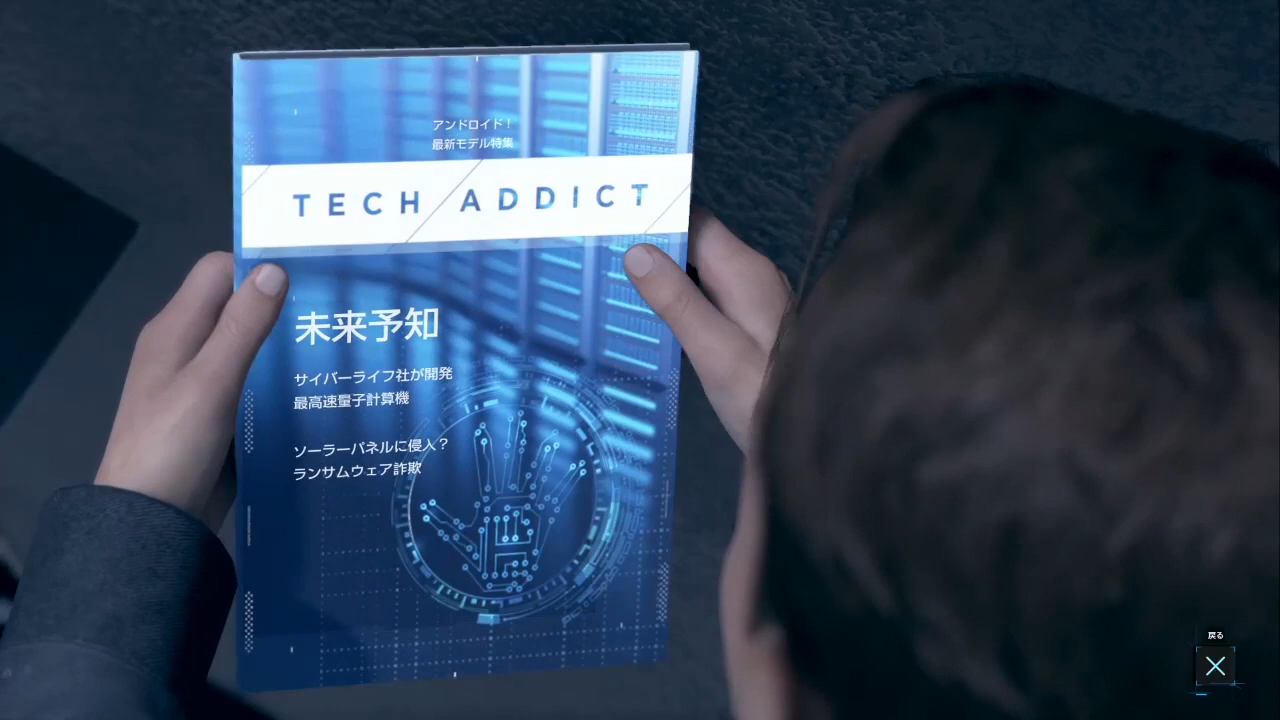 アンドロイド！
最新モデル特集
TECH ADDICT
未来予知
サイバーライフ社が開発
最高速量子計算機
ソーラーパネルに侵入？
ランサムウェア詐欺
戻る